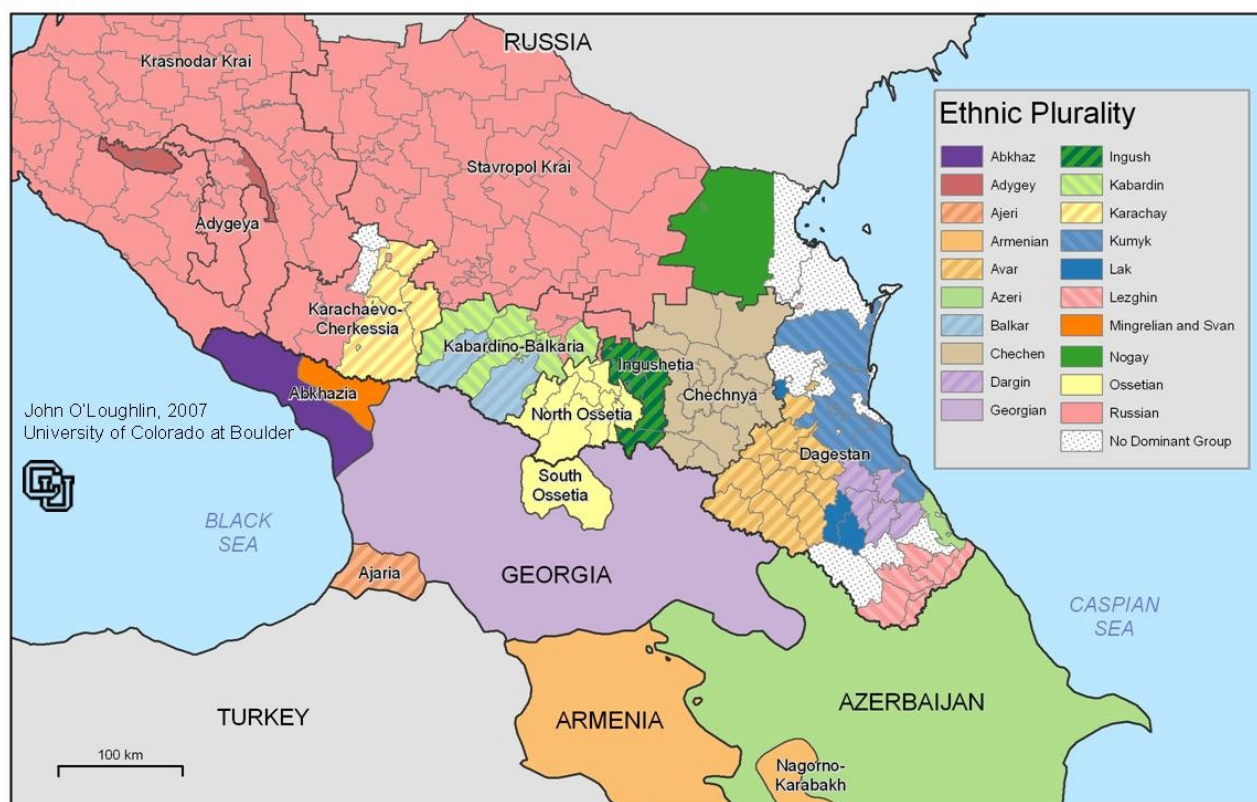 RUSSIA
Krasnodar Krai
Stavropol Krai
Adygeya
Karachaevo-
Cherkessia
Kabardino-Balkaria
Ingushetia
Abkhazia
Chechnya
North Ossetia
John O'Loughlin, 2007
University of Colorado at Boulder
CU
Dagestan
South
Ossetia
BLACK
SEA
Ajaria
GEORGIA
CASPIAN
SEA
AZERBAIJAN
TURKEY
ARMENIA
100 km
Nagorno-
Karabakh
Ethnic Plurality
Abkhaz
Adygey
Ajeri
Armenian
Avar
Azeri
Balkar
Chechen
Dargin
Georgian
Ingush
Kabardin
Karachay
Kumyk
Lak
Lezghin
Mingrelian and Svan
Nogay
Ossetian
Russian
No Dominant Group